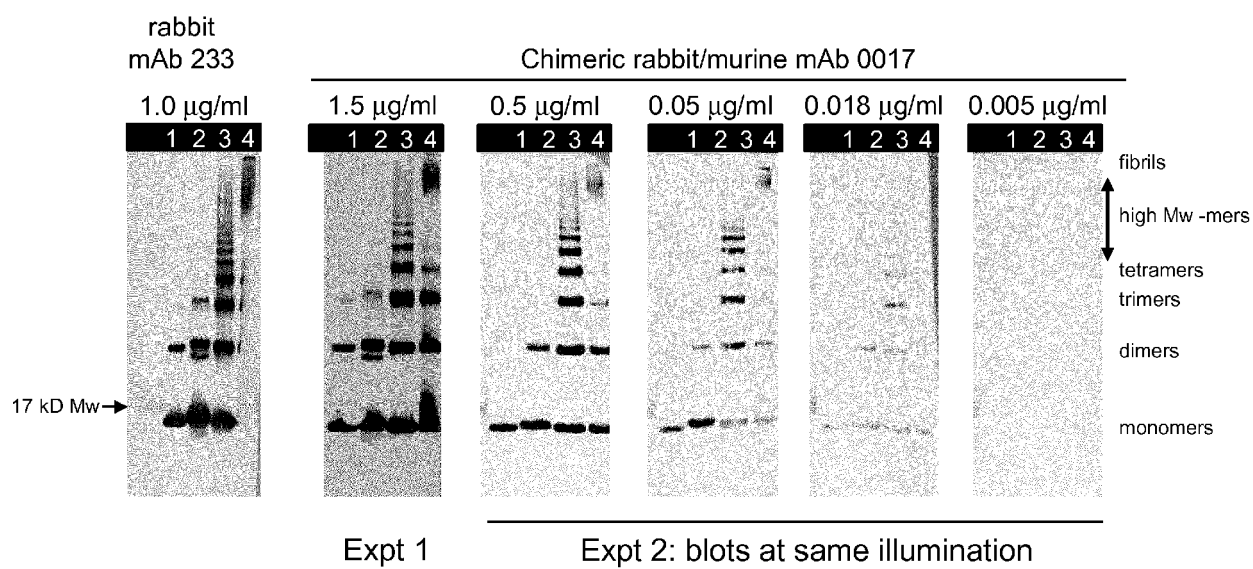 rabbit
mAb 233
Chimeric rabbit/murine mAb 0017
1.0 µg/ml
1.5 µg/ml
0.5 µg/ml
0.05 µg/ml
0.018 µg/ml
0.005 µg/ml
1 2 3 4
1 2 3 4
1 2 3 4
1 2 3 4
1 2 3 4
1 2 3 4
fibrils
high Mw -mers
tetramers
trimers
dimers
17 kD Mw
monomers
Expt 1
Expt 2: blots at same illumination